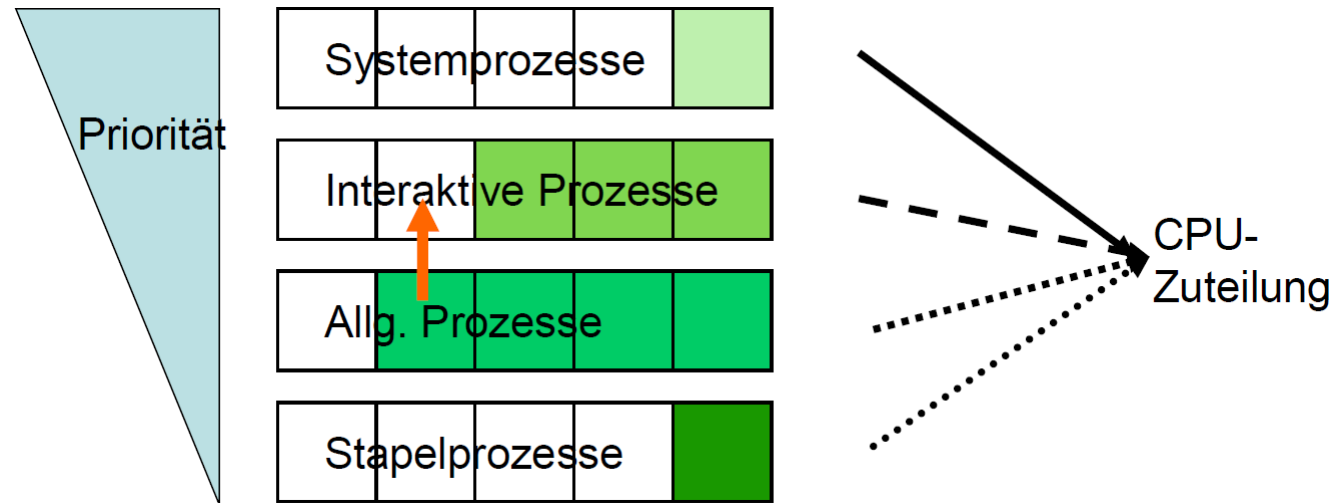 Systemprozesse
Priorität
Interaktive Prozesse
CPU-
Zuteilung
Allg. Prozesse
Stapelprozesse